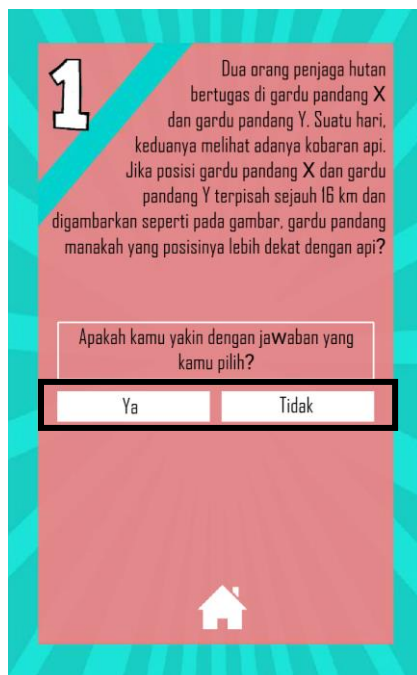 1
Dua orang penjaga hutan
bertugas di gardu pandang X
dan gardu pandang Y. Suatu hari,
keduanya melihat adanya kobaran api.
Jika posisi gardu pandang X dan gardu
pandang Y terpisah sejauh 16 km dan
digambarkan seperti pada gambar, gardu pandang
manakah yang posisinya lebih dekat dengan api?
Apakah kamu yakin dengan jawaban yang
kamu pilih?
Ya
Tidak